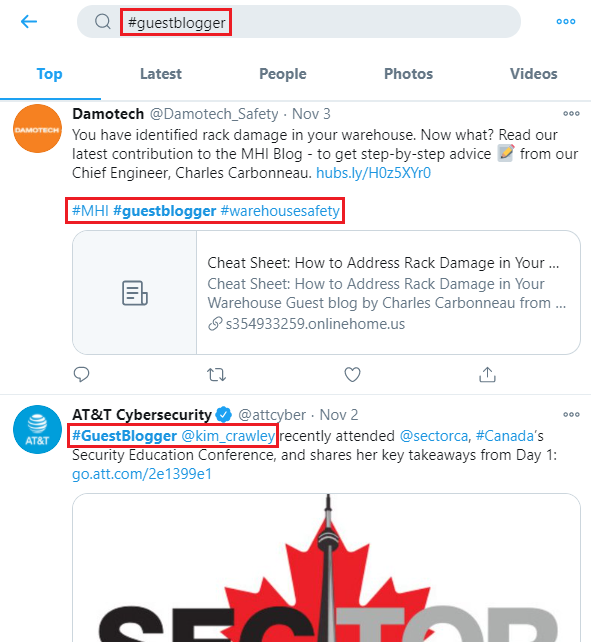 #guestblogger
Top Latest People Photos Videos
DAMOTECH
Damotech @Damotech_Safety · Nov 3
You have identified rack damage in your warehouse. Now what? Read our
latest contribution to the MHI Blog - to get step-by-step advice 📝 from our
Chief Engineer, Charles Carbonneau. hubs.ly/H0z5XYr0
#MHI #guestblogger #warehousesafety
Cheat Sheet: How to Address Rack Damage in Your ...
Cheat Sheet: How to Address Rack Damage in Your
Warehouse Guest blog by Charles Carbonneau from ...
s354933259.onlinehome.us
AT&T
AT&T Cybersecurity @attcyber · Nov 2
#GuestBlogger @kim_crawley recently attended @sectorca, #Canada's
Security Education Conference, and shares her key takeaways from Day 1:
go.att.com/2e1399e1
SECTOR